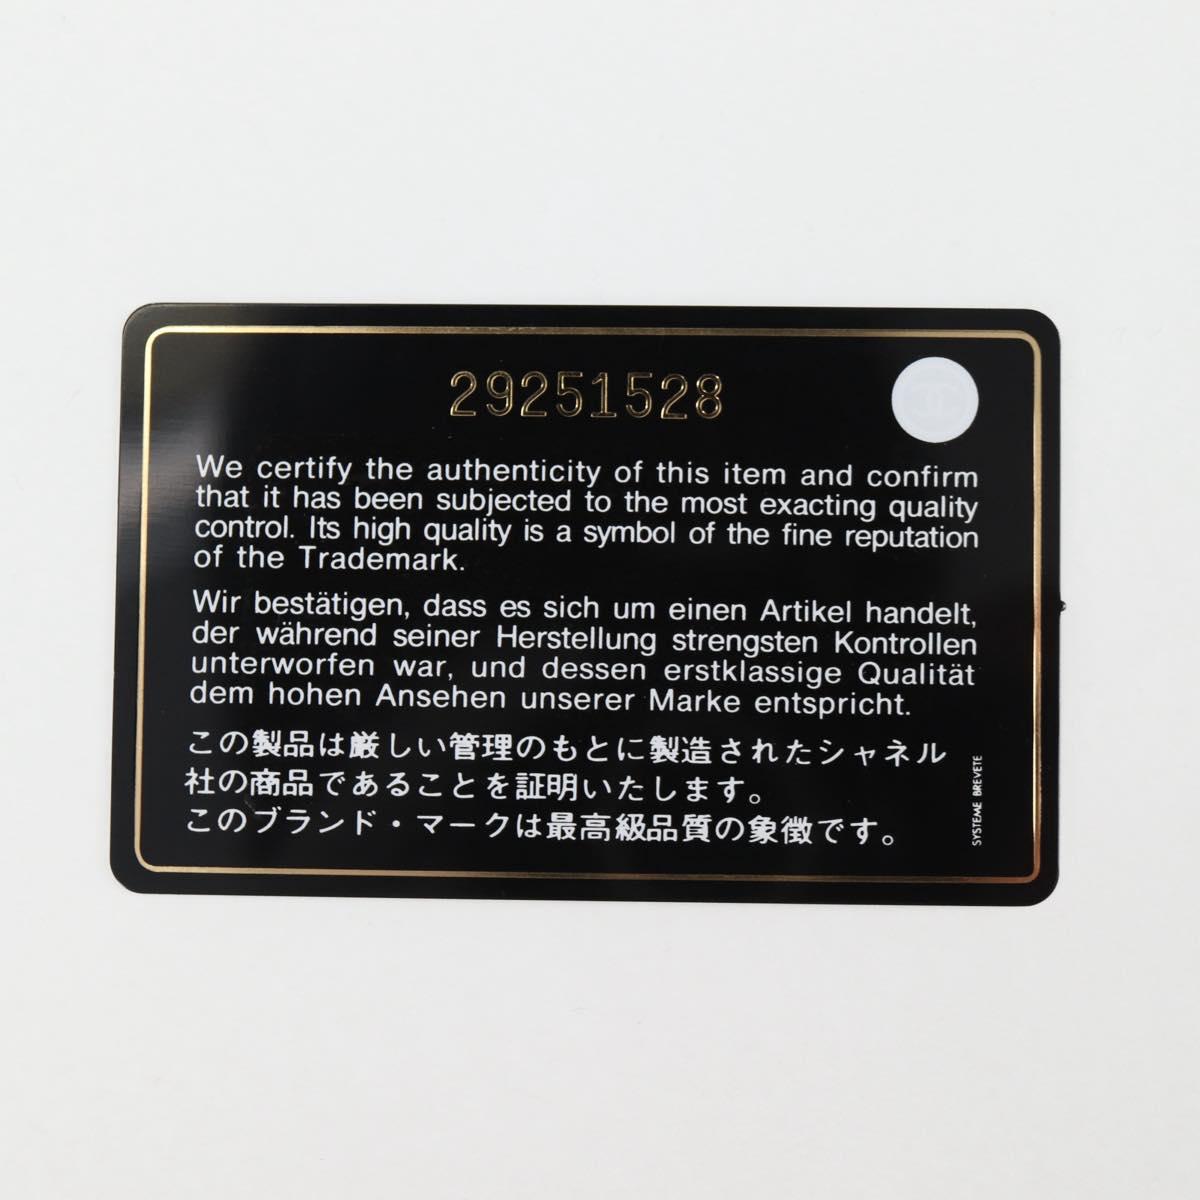 29251528
We certify the authenticity of this item and confirm
that it has been subjected to the most exacting quality
control. Its high quality is a symbol of the fine reputation
of the Trademark.
Wir bestätigen, dass es sich um einen Artikel handelt,
der während seiner Herstellung strengsten Kontrollen
unterworfen war, und dessen erstklassige Qualität
dem hohen Ansehen unserer Marke entspricht.
この製品は厳しい管理のもとに製造されたシャネル
社の商品であることを証明いたします。
このブランド・マークは最高級品質の象徴です。
SYSTEME BREVETE